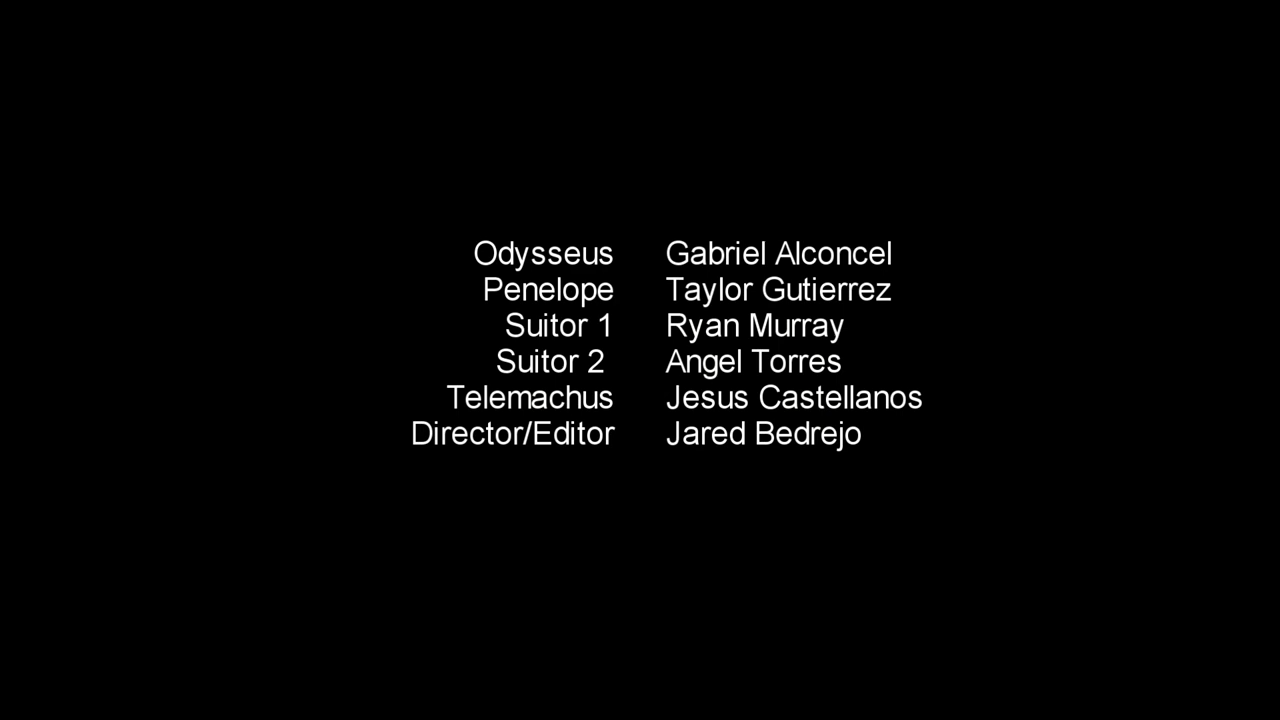 Odysseus Gabriel Alconcel
Penelope Taylor Gutierrez
Suitor 1 Ryan Murray
Suitor 2 Angel Torres
Telemachus Jesus Castellanos
Director/Editor Jared Bedrejo